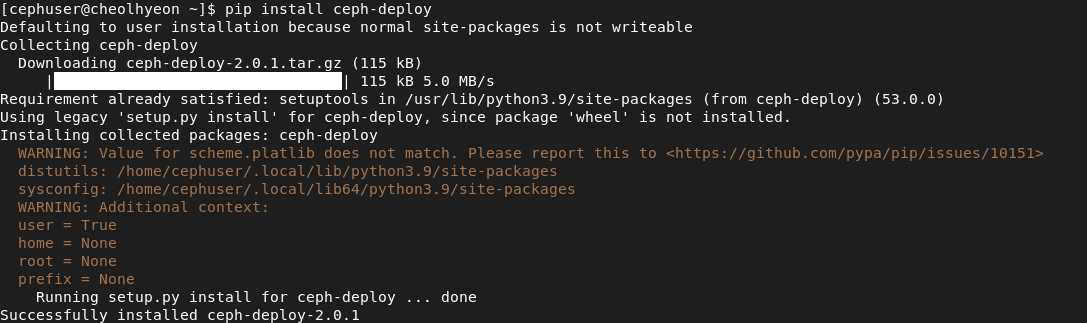 [cephuser@cheolhyeon ~]$ pip install ceph-deploy
Defaulting to user installation because normal site-packages is not writeable
Collecting ceph-deploy
  Downloading ceph-deploy-2.0.1.tar.gz (115 kB)
     |████████████████████████████████| 115 kB 5.0 MB/s
Requirement already satisfied: setuptools in /usr/lib/python3.9/site-packages (from ceph-deploy) (53.0.0)
Using legacy 'setup.py install' for ceph-deploy, since package 'wheel' is not installed.
Installing collected packages: ceph-deploy
  WARNING: Value for scheme.platlib does not match. Please report this to <https://github.com/pypa/pip/issues/10151>
  distutils: /home/cephuser/.local/lib/python3.9/site-packages
  sysconfig: /home/cephuser/.local/lib64/python3.9/site-packages
  WARNING: Additional context:
  user = True
  home = None
  root = None
  prefix = None
    Running setup.py install for ceph-deploy ... done
Successfully installed ceph-deploy-2.0.1